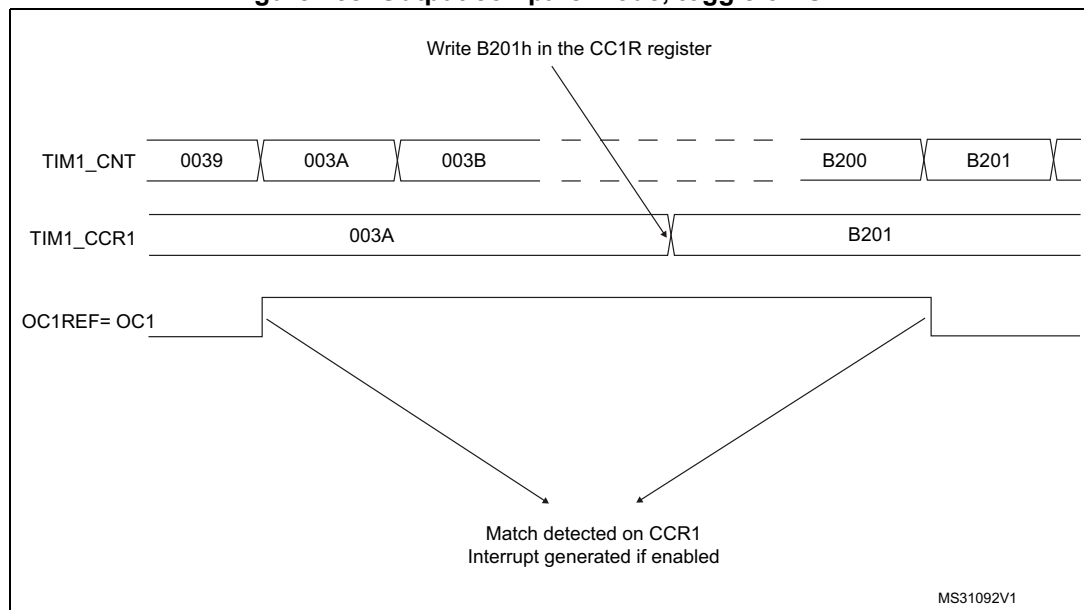 Write B201h in the CC1R register
TIM1_CNT 0039 003A 003B B200 B201
TIM1_CCR1 003A B201
OC1REF= OC1
Match detected on CCR1
Interrupt generated if enabled
MS31092V1